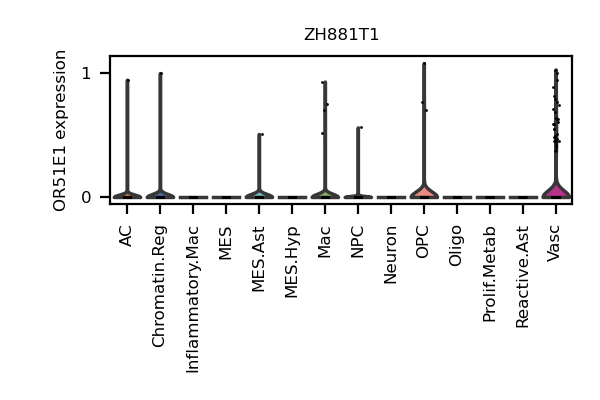 ZH881T1
OR51E1 expression
1
0
AC
Chromatin.Reg
Inflammatory.Mac
MES
MES.Ast
MES.Hyp
Mac
NPC
Neuron
OPC
Oligo
Prolif.Metab
Reactive.Ast
Vasc